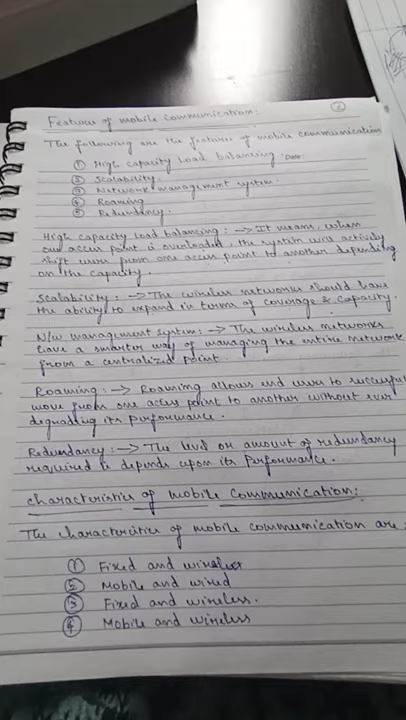 2
Features of mobile communication:
The following are the features of mobile communication
① High capacity Load balancing Date:
② Scalability.
③ Network management system.
④ Roaming
⑤ Redundancy.
High capacity Load balancing: → It means, when
one access point is overloaded, the system will actively
shift users from one access point to another depending
on the capacity.
Scalability: → The wireless networks should have
the ability to expand in terms of coverage & capacity.
N/w management system: → The wireless networks
have a smarter way of managing the entire network
from a centralized point.
Roaming: → Roaming allows end user to successful
move from one access point to another without ever
degrading its performance.
Redundancy: → The level or amount of redundancy
required is depends upon its performance.
characteristics of mobile communication:
The characteristics of mobile communication are:
① Fixed and
② Mobile and wired
③ Fixed and wireless.
④ Mobile and wireless